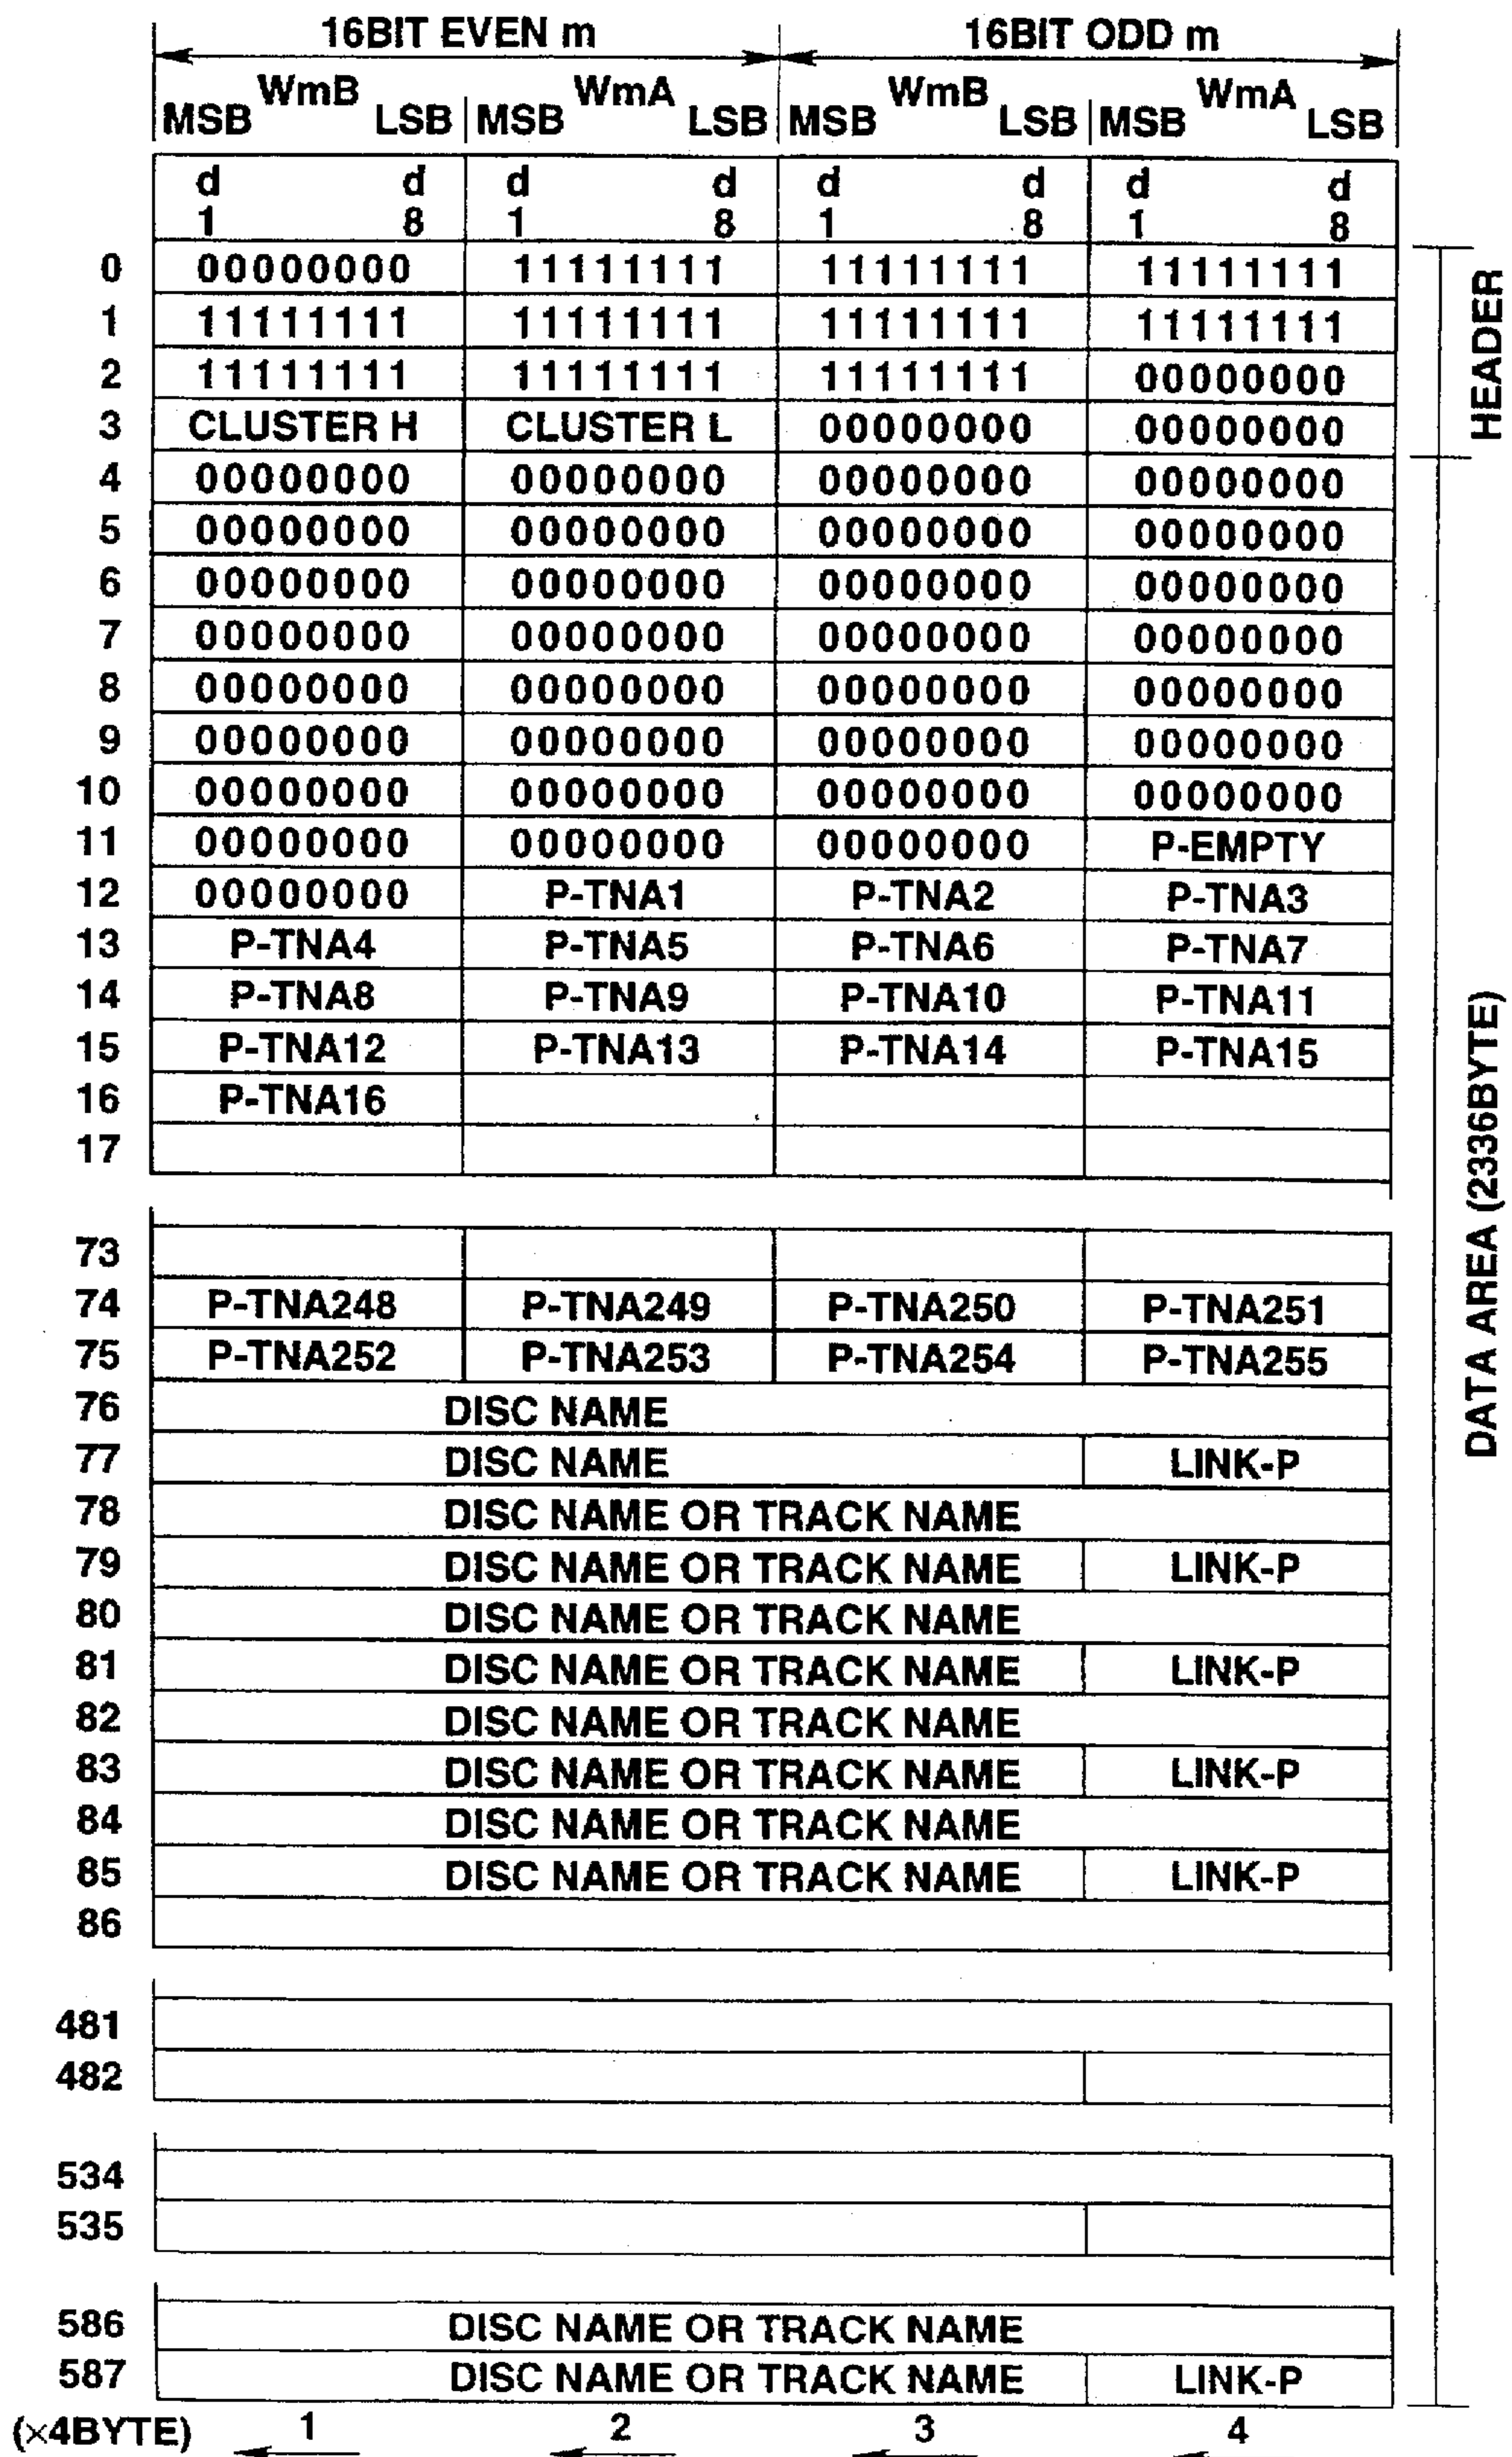 16BIT EVEN m 16BIT ODD m
WmB WmA WmB WmA
MSB LSB MSB LSB MSB LSB MSB LSB
d d d d d d d d
1 8 1 8 1 8 1 8
0 00000000 11111111 11111111 11111111
1 11111111 11111111 11111111 11111111
2 11111111 11111111 11111111 00000000
3 CLUSTER H CLUSTER L 00000000 00000000
4 00000000 00000000 00000000 00000000
5 00000000 00000000 00000000 00000000
6 00000000 00000000 00000000 00000000
7 00000000 00000000 00000000 00000000
8 00000000 00000000 00000000 00000000
9 00000000 00000000 00000000 00000000
10 00000000 00000000 00000000 00000000
11 00000000 00000000 00000000 P-EMPTY
12 00000000 P-TNA1 P-TNA2 P-TNA3
13 P-TNA4 P-TNA5 P-TNA6 P-TNA7
14 P-TNA8 P-TNA9 P-TNA10 P-TNA11
15 P-TNA12 P-TNA13 P-TNA14 P-TNA15
16 P-TNA16
17
73
74 P-TNA248 P-TNA249 P-TNA250 P-TNA251
75 P-TNA252 P-TNA253 P-TNA254 P-TNA255
76 DISC NAME
77 DISC NAME LINK-P
78 DISC NAME OR TRACK NAME
79 DISC NAME OR TRACK NAME LINK-P
80 DISC NAME OR TRACK NAME
81 DISC NAME OR TRACK NAME LINK-P
82 DISC NAME OR TRACK NAME
83 DISC NAME OR TRACK NAME LINK-P
84 DISC NAME OR TRACK NAME
85 DISC NAME OR TRACK NAME LINK-P
86
481
482
534
535
586 DISC NAME OR TRACK NAME
587 DISC NAME OR TRACK NAME LINK-P
(×4BYTE) 1 2 3 4
HEADER
DATA AREA (2336BYTE)